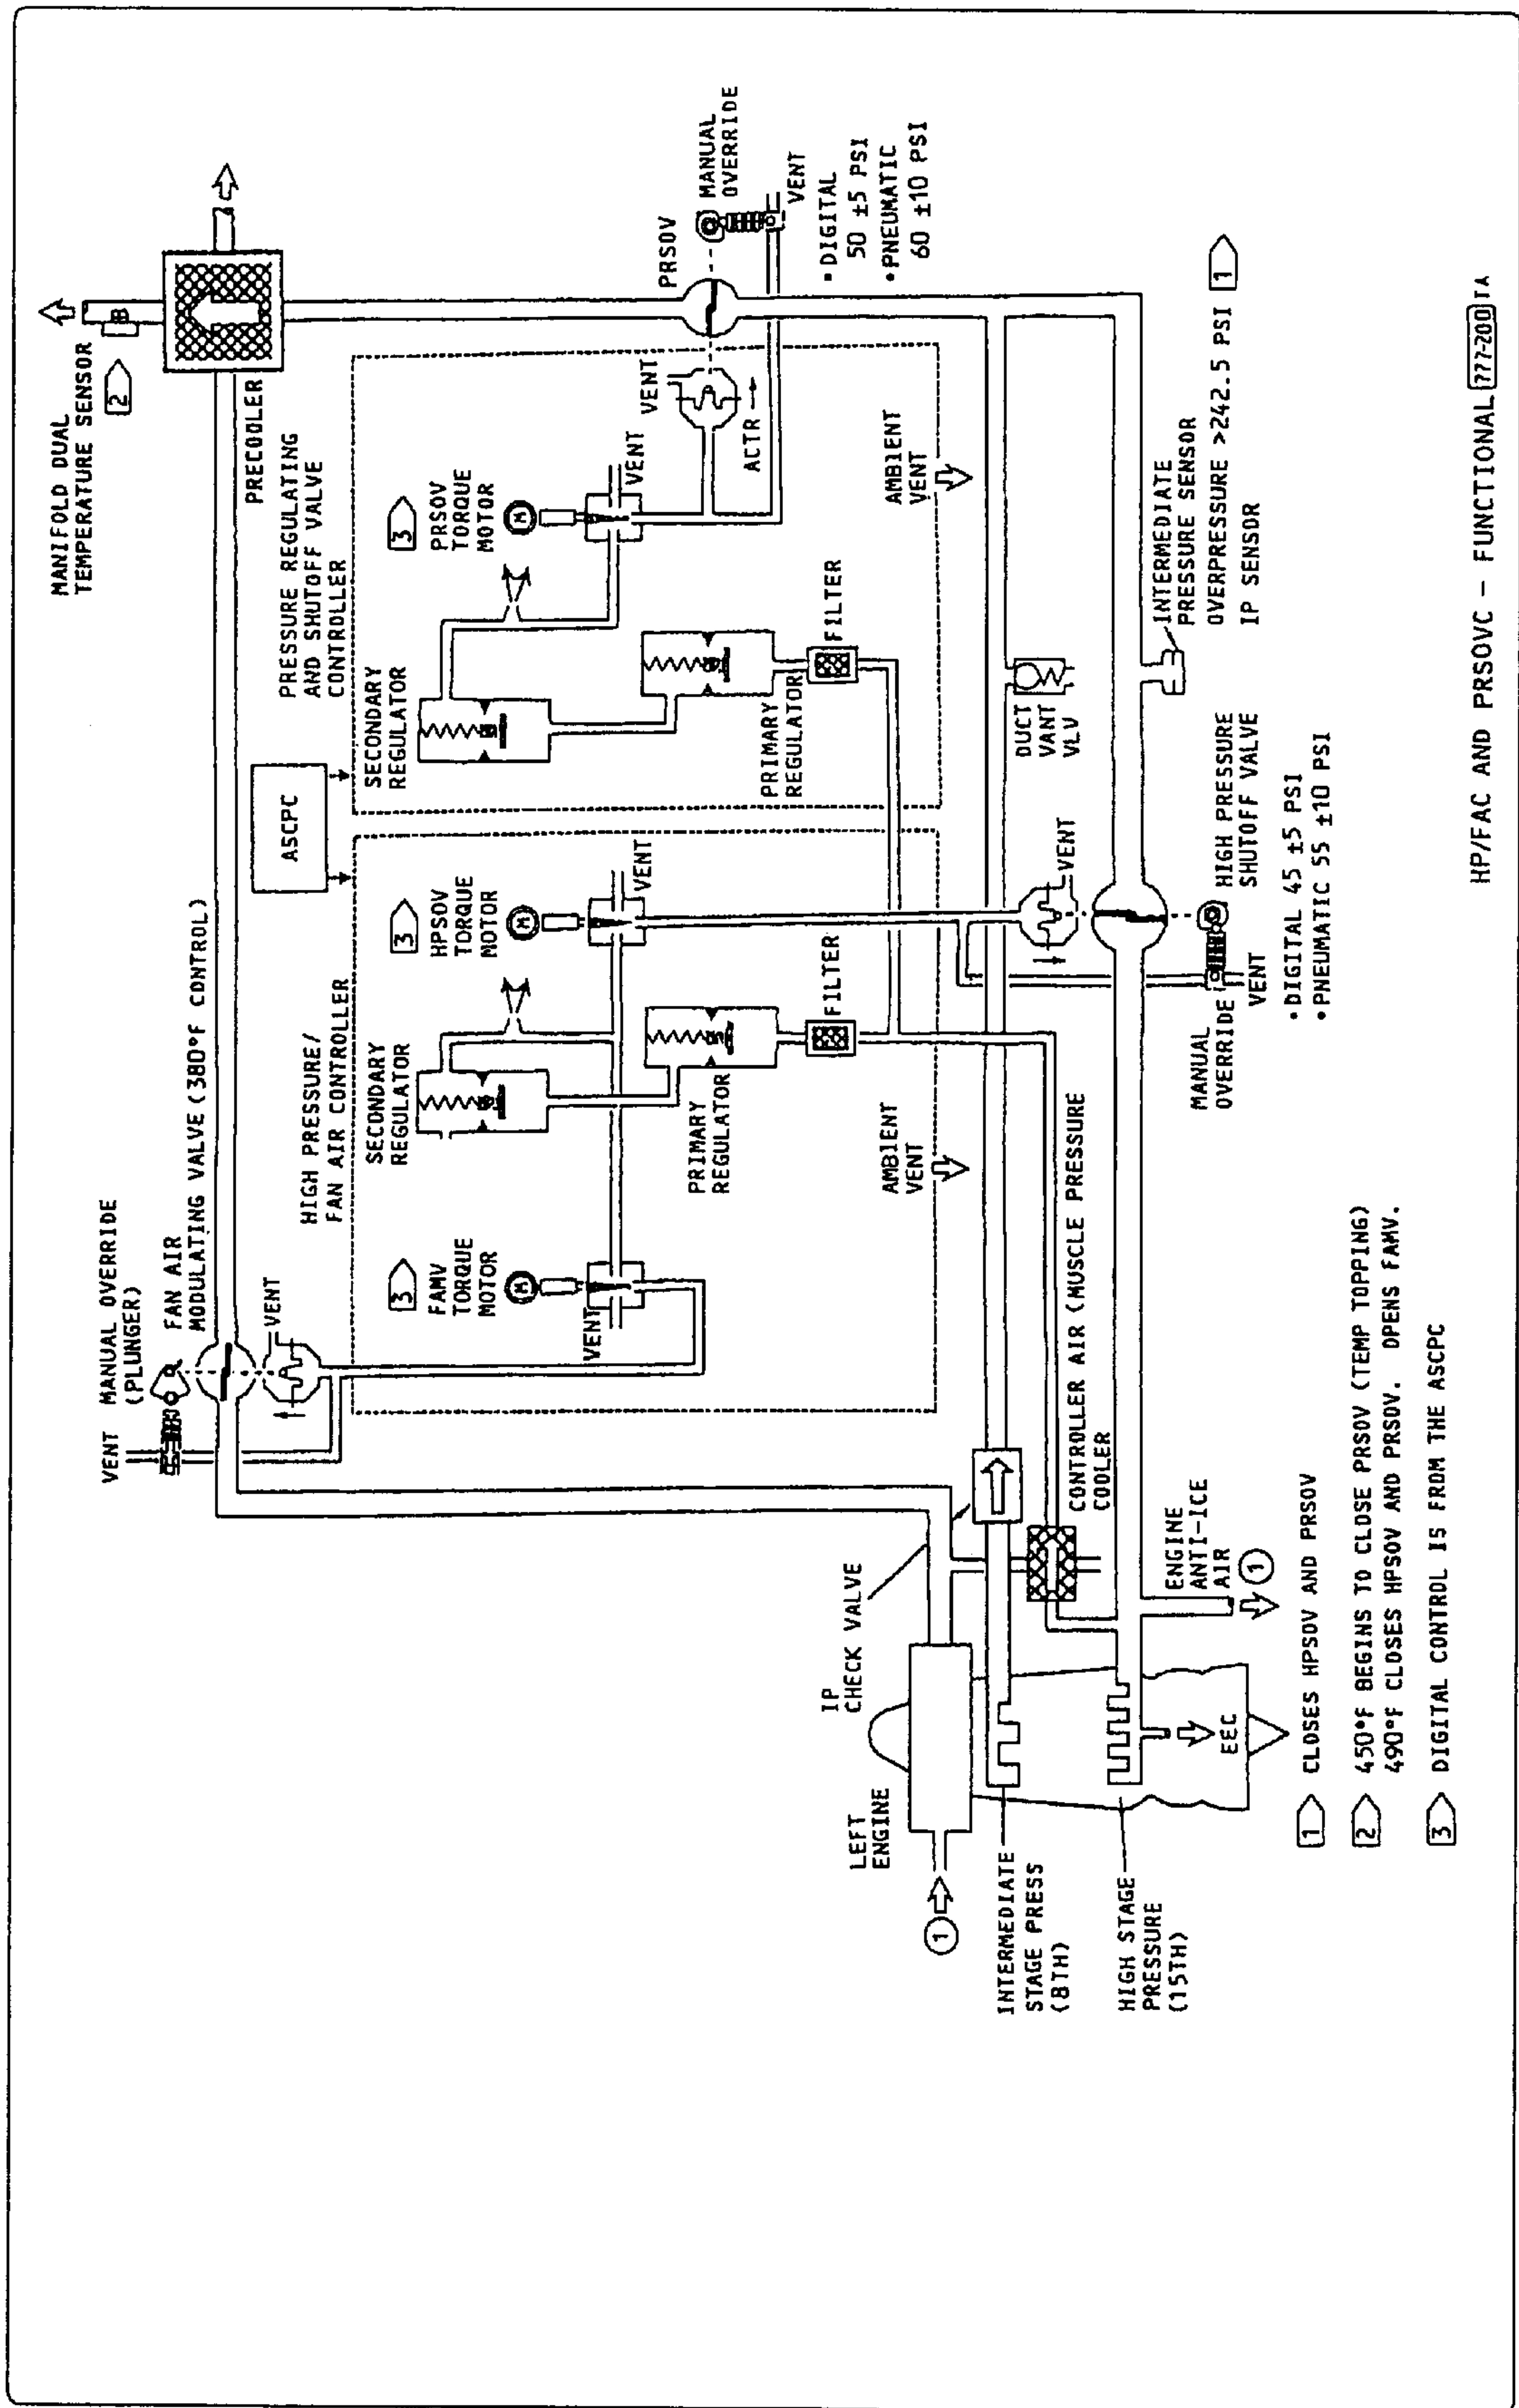 MANIFOLD DUAL
TEMPERATURE SENSOR
2
B
PRECOOLER
VENT
MANUAL OVERRIDE
(PLUNGER)
FAN AIR
MODULATING VALVE (380°F CONTROL)
VENT
ASCPC
HIGH PRESSURE/
FAN AIR CONTROLLER
PRESSURE REGULATING
AND SHUTOFF VALVE
CONTROLLER
3
FAMV
TORQUE
MOTOR
M
VENT
SECONDARY
REGULATOR
3
HPSOV
TORQUE
MOTOR
M
VENT
SECONDARY
REGULATOR
3
PRSOV
TORQUE
MOTOR
M
VENT
VENT
ACTR
PRSOV
MANUAL
OVERRIDE
VENT
•DIGITAL
50 ±5 PSI
•PNEUMATIC
60 ±10 PSI
PRIMARY
REGULATOR
FILTER
PRIMARY
REGULATOR
FILTER
AMBIENT
VENT
AMBIENT
VENT
IP
CHECK VALVE
LEFT
ENGINE
1
INTERMEDIATE
STAGE PRESS
(8TH)
HIGH STAGE
PRESSURE
(15TH)
EEC
CONTROLLER AIR (MUSCLE PRESSURE
COOLER
ENGINE
ANTI-ICE
AIR
1
DUCT
VANT
VLV
VENT
MANUAL
OVERRIDE
VENT
HIGH PRESSURE
SHUTOFF VALVE
•DIGITAL 45 ±5 PSI
•PNEUMATIC 55 ±10 PSI
INTERMEDIATE
PRESSURE SENSOR
OVERPRESSURE >242.5 PSI 1
IP SENSOR
1 CLOSES HPSOV AND PRSOV
2 450°F BEGINS TO CLOSE PRSOV (TEMP TOPPING)
490°F CLOSES HPSOV AND PRSOV. OPENS FAMV.
3 DIGITAL CONTROL IS FROM THE ASCPC
HP/FAC AND PRSOVC - FUNCTIONAL 777-200 IA